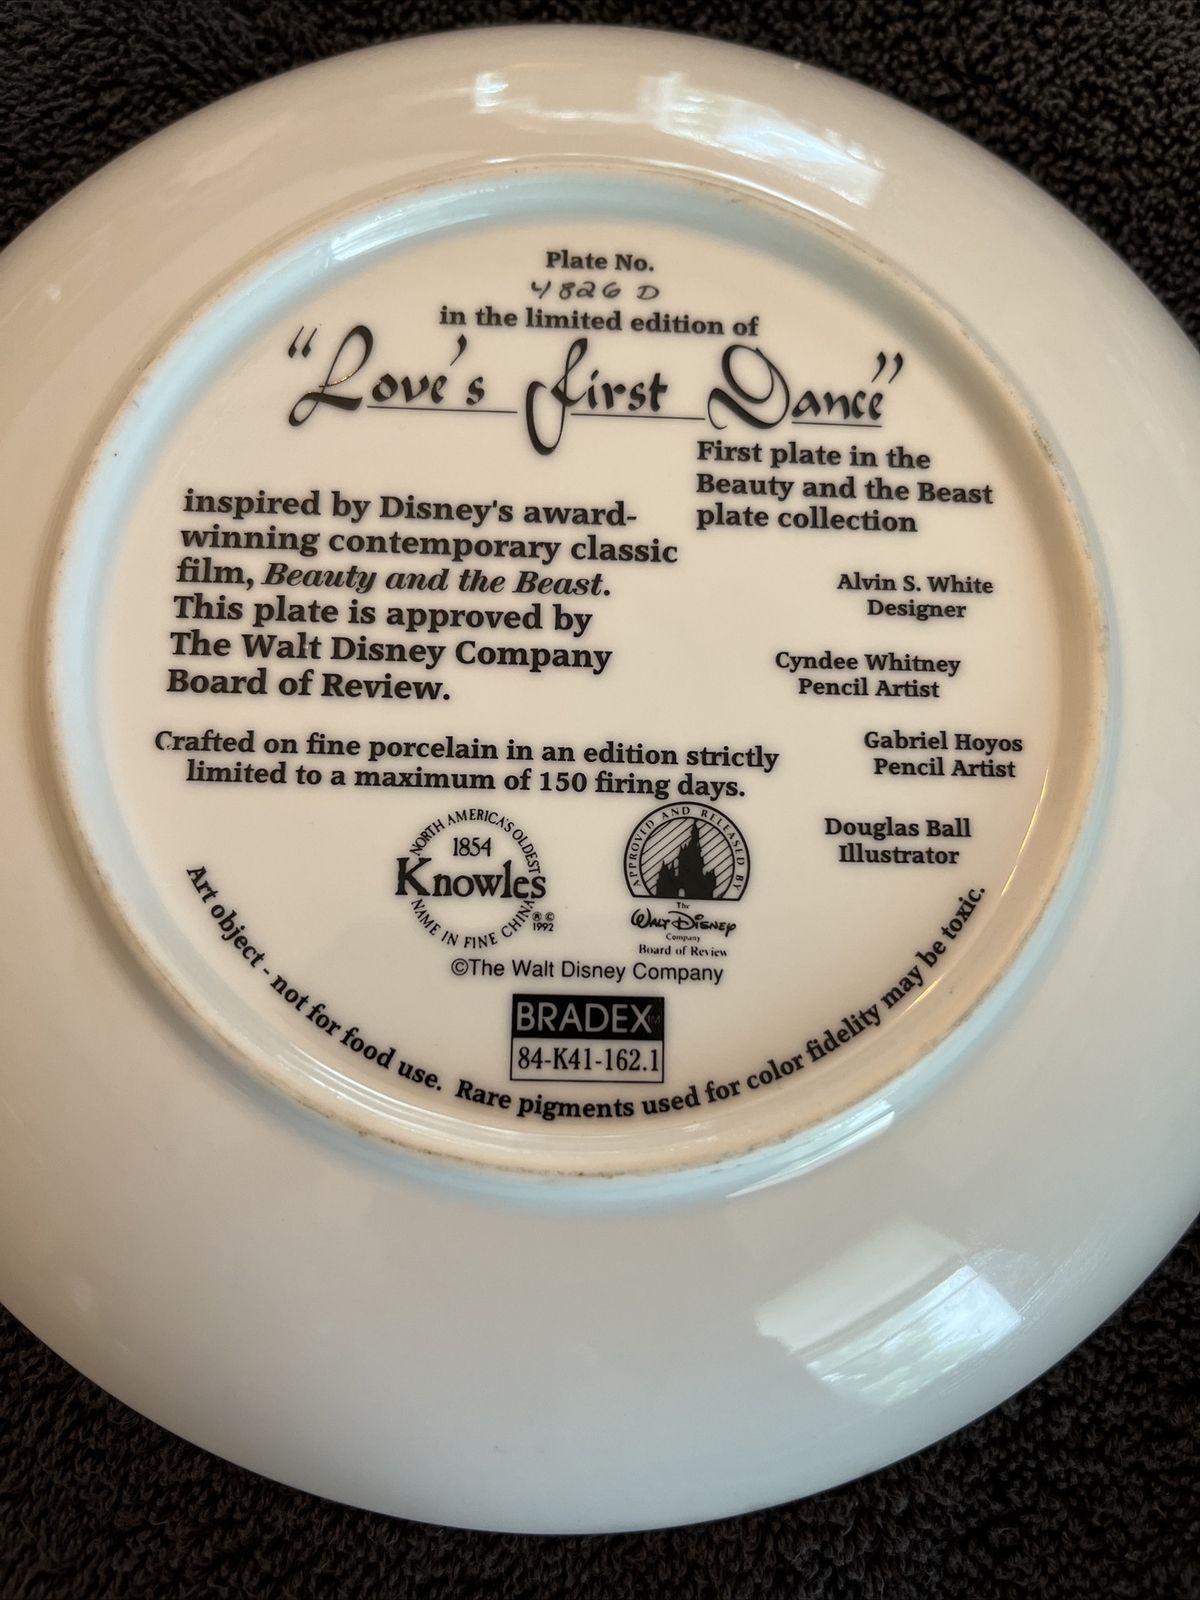 Plate No.
4826 D
in the limited edition of
“Love's First Dance”
First plate in the
Beauty and the Beast
plate collection
inspired by Disney's award-
winning contemporary classic
film, Beauty and the Beast.
This plate is approved by
The Walt Disney Company
Board of Review.
Alvin S. White
Designer
Cyndee Whitney
Pencil Artist
Gabriel Hoyos
Pencil Artist
Douglas Ball
Illustrator
Crafted on fine porcelain in an edition strictly
limited to a maximum of 150 firing days.
NORTH AMERICA'S OLDEST
1854
Knowles
NAME IN FINE CHINA
®©
1992
APPROVED AND RELEASED BY
The
WALT DISNEY
Company
Board of Review
©The Walt Disney Company
BRADEX™
84-K41-162.1
Art object - not for food use. Rare pigments used for color fidelity may be toxic.